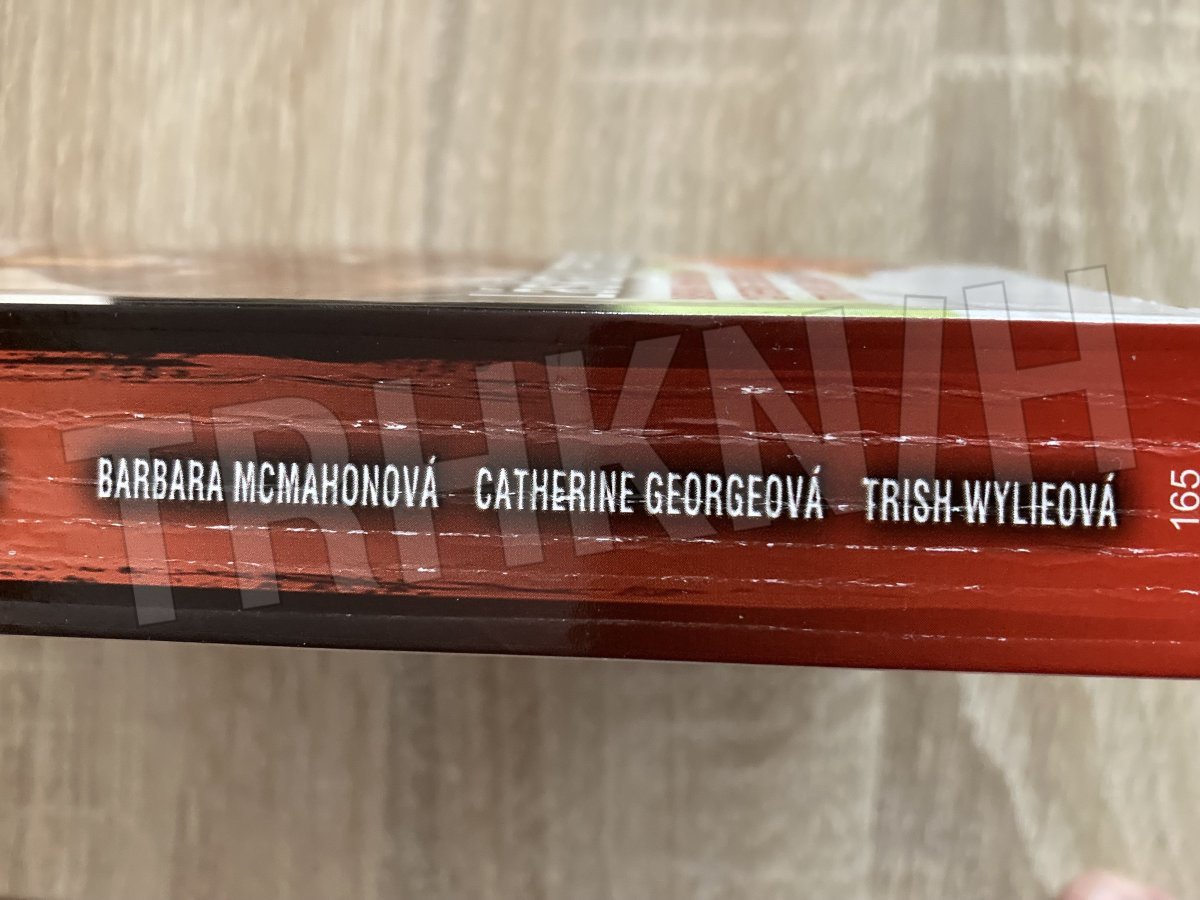 BARBARA MCMAHONOVÁ CATHERINE GEORGEOVÁ TRISH WYLIEOVÁ
165
TRHKNIH